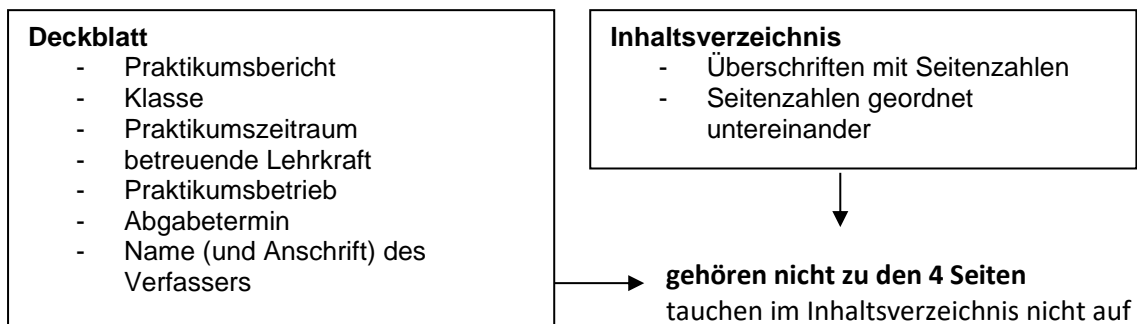 Deckblatt
- Praktikumsbericht
- Klasse
- Praktikumszeitraum
- betreuende Lehrkraft
- Praktikumsbetrieb
- Abgabetermin
- Name (und Anschrift) des
Verfassers
Inhaltsverzeichnis
- Überschriften mit Seitenzahlen
- Seitenzahlen geordnet
untereinander
gehören nicht zu den 4 Seiten
tauchen im Inhaltsverzeichnis nicht auf